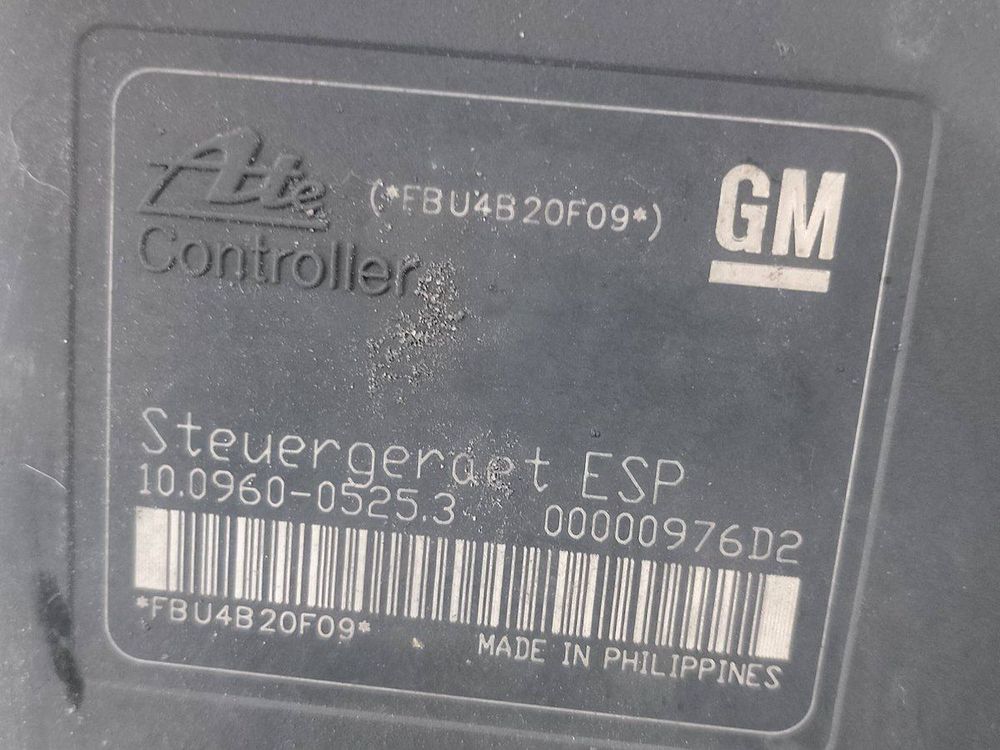 Ate (*FBU4B20F09*) GM
Controller
Steuergeraet ESP
10.0960-0525.3 00000976D2
*FBU4B20F09*
MADE IN PHILIPPINES